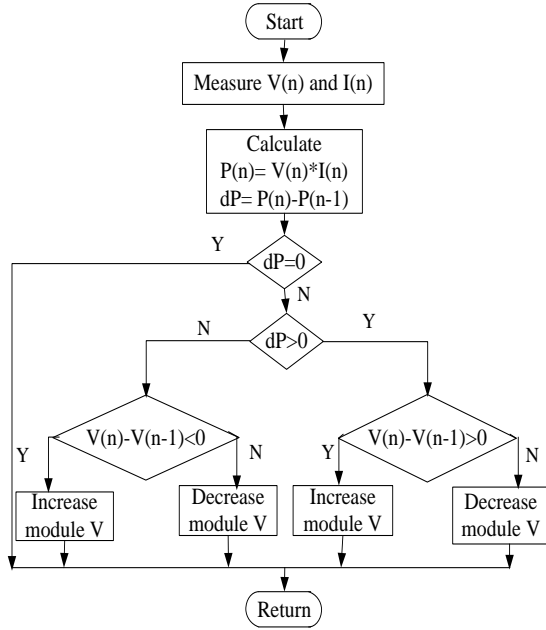 Start
Measure V(n) and I(n)
Calculate
P(n)= V(n)*I(n)
dP= P(n)-P(n-1)
Y
dP=0
N
N
Y
dP>0
V(n)-V(n-1)<0
V(n)-V(n-1)>0
Y
N
Y
N
Increase
module V
Decrease
module V
Increase
module V
Decrease
module V
Return